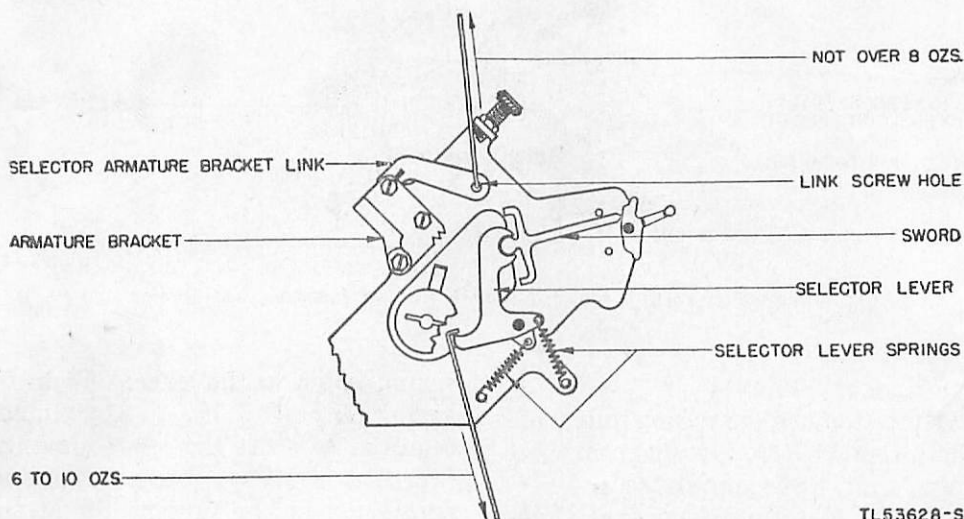 NOT OVER 8 OZS.
SELECTOR ARMATURE BRACKET LINK
LINK SCREW HOLE
ARMATURE BRACKET
SWORD
SELECTOR LEVER
SELECTOR LEVER SPRINGS
6 TO 10 OZS.
TL53628-S